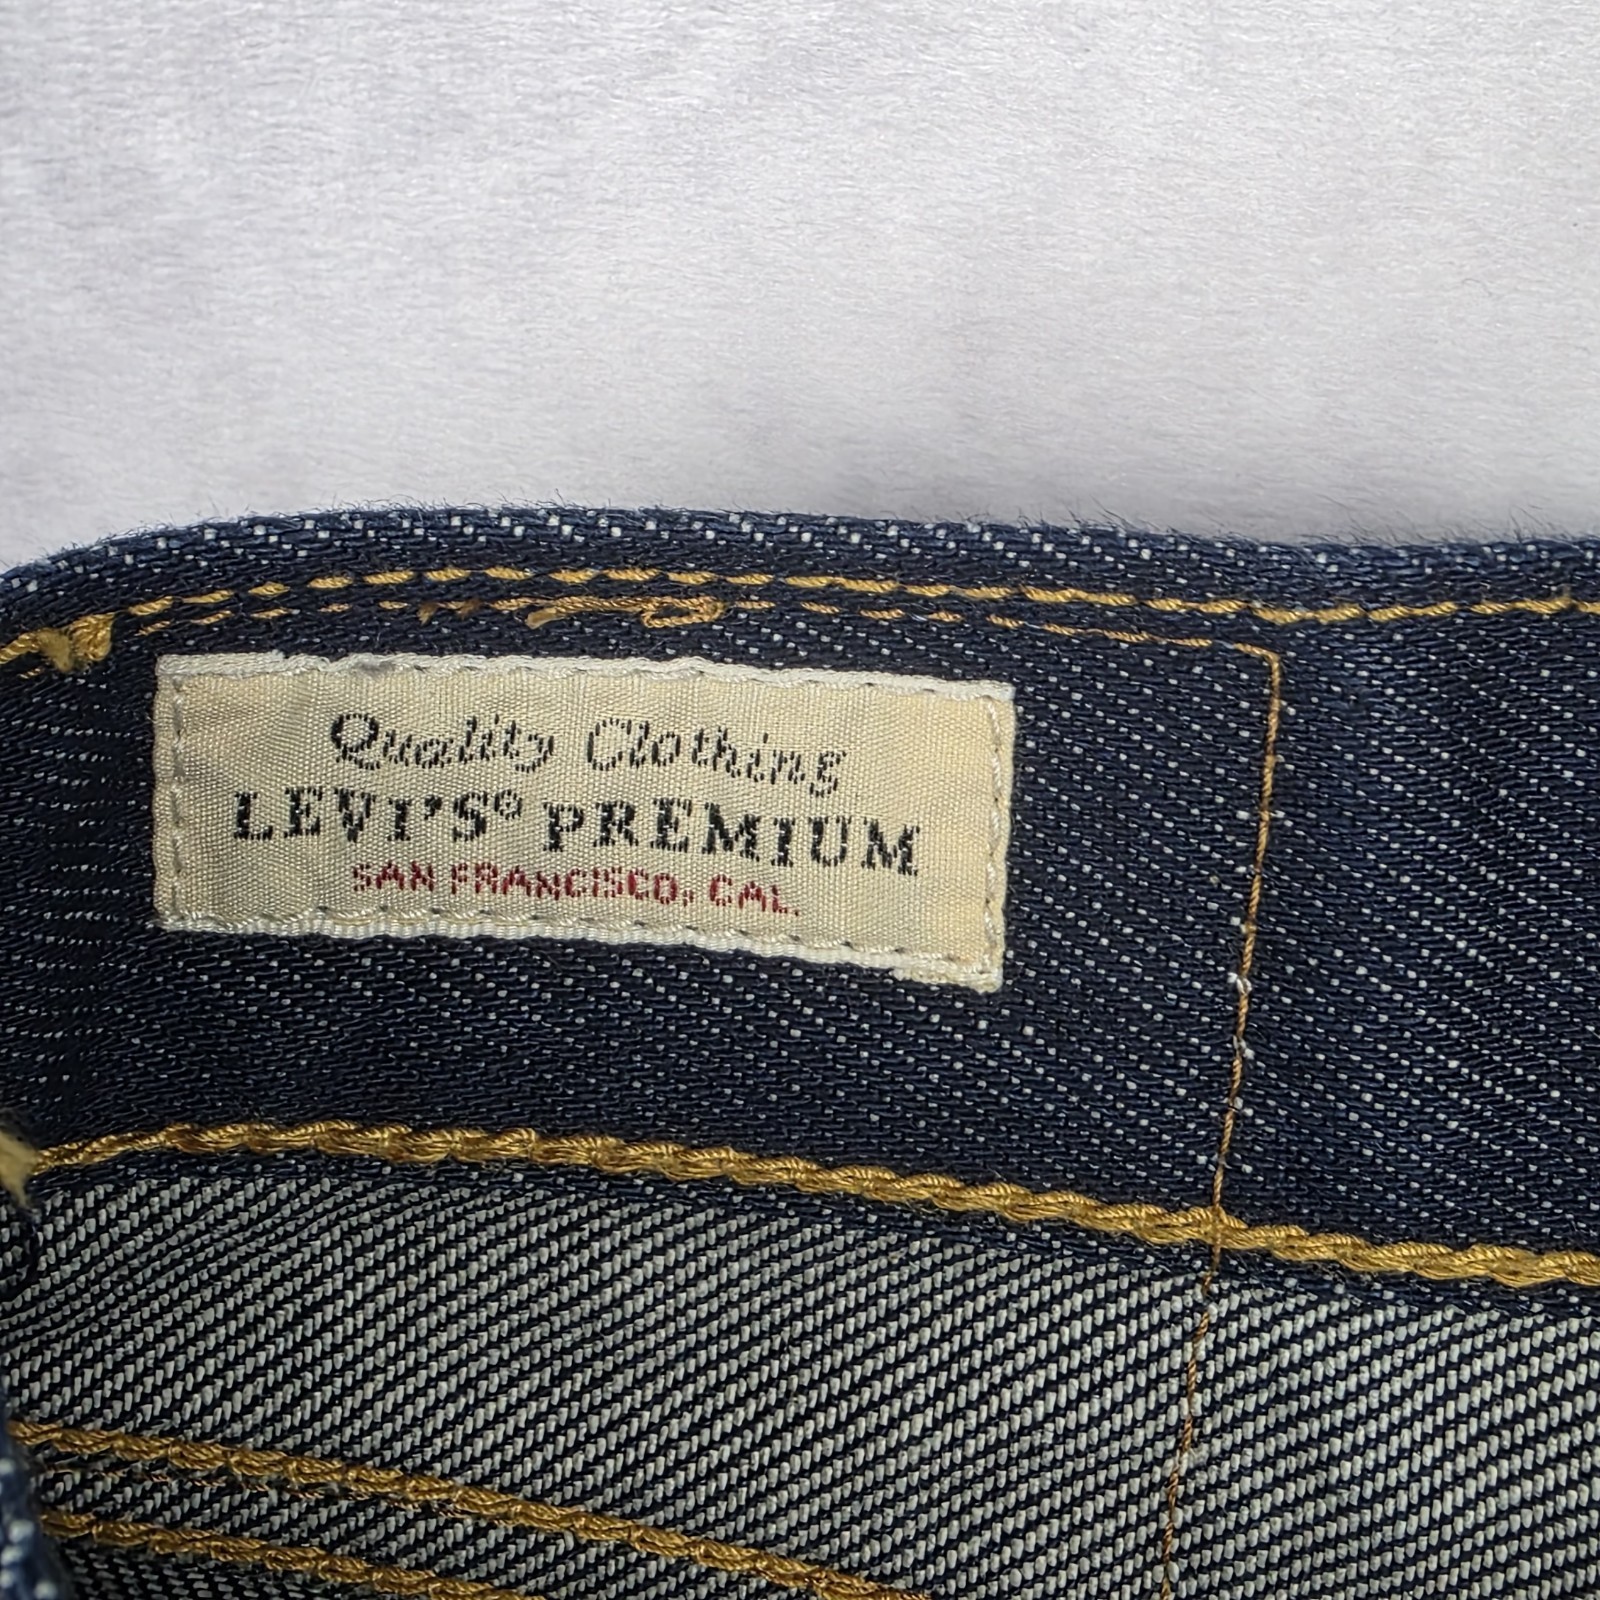 Quality Clothing
LEVI'S® PREMIUM
SAN FRANCISCO, CAL.